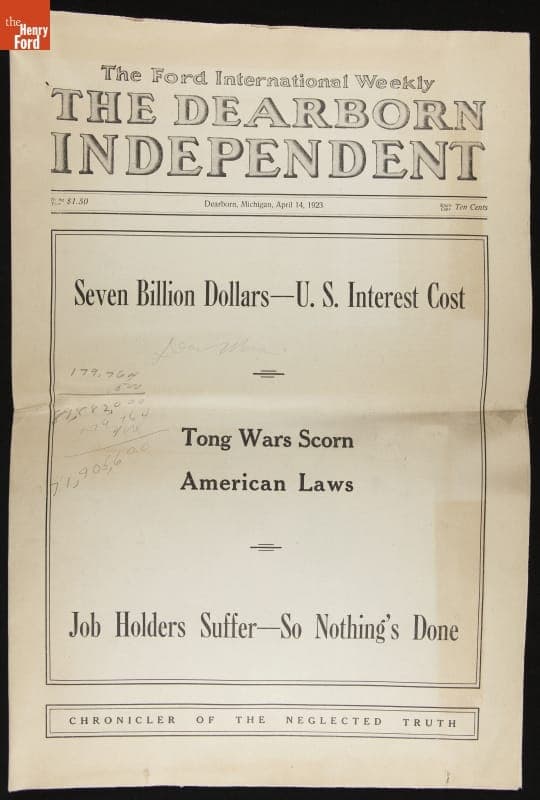 the
Henry
Ford
The Ford International Weekly
THE DEARBORN
INDEPENDENT
$1.50
Dearborn, Michigan, April 14, 1923
Ten Cents
Seven Billion Dollars—U. S. Interest Cost
179,764
Tong Wars Scorn
American Laws
Job Holders Suffer—So Nothing's Done
CHRONICLER OF THE NEGLECTED TRUTH